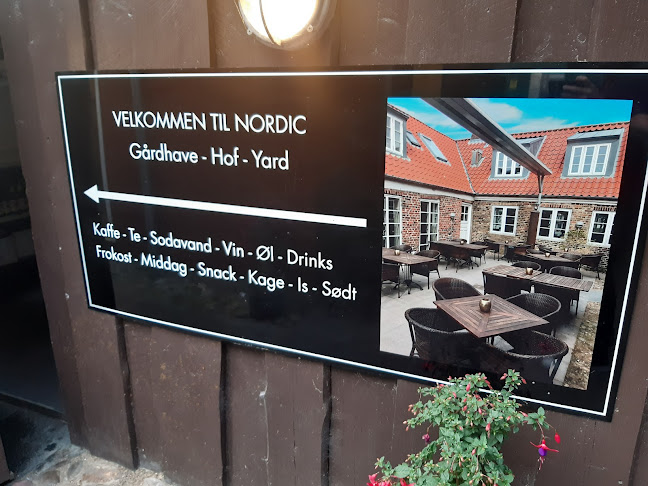 VELKOMMEN TIL NORDIC
Gårdhave - Hof - Yard
Kaffe - Te - Sodavand - Vin - Øl - Drinks
Frokost - Middag - Snack - Kage - Is - Sødt